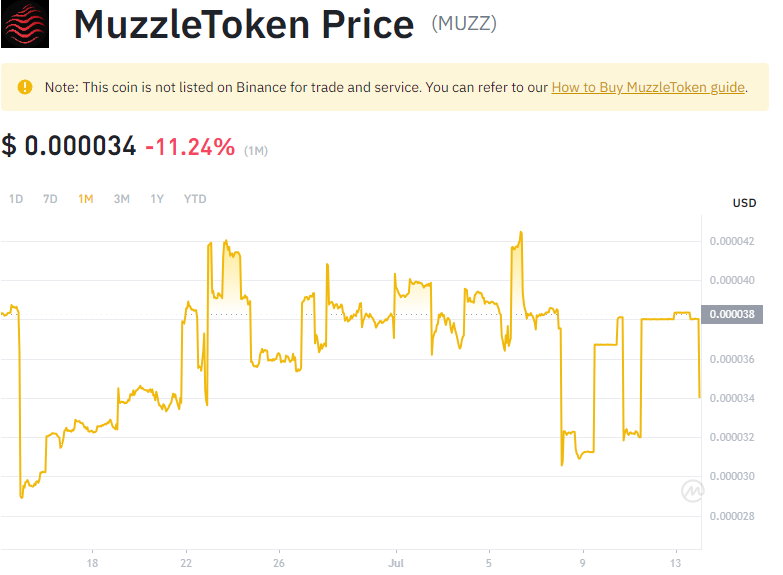 MuzzleToken Price (MUZZ)
Note: This coin is not listed on Binance for trade and service. You can refer to our How to Buy MuzzleToken guide.
$ 0.000034 -11.24% (1M)
1D 7D 1M 3M 1Y YTD
USD
0.000042
0.000040
0.000038
0.000036
0.000034
0.000032
0.000030
0.000028
18 22 26 Jul 5 9 13